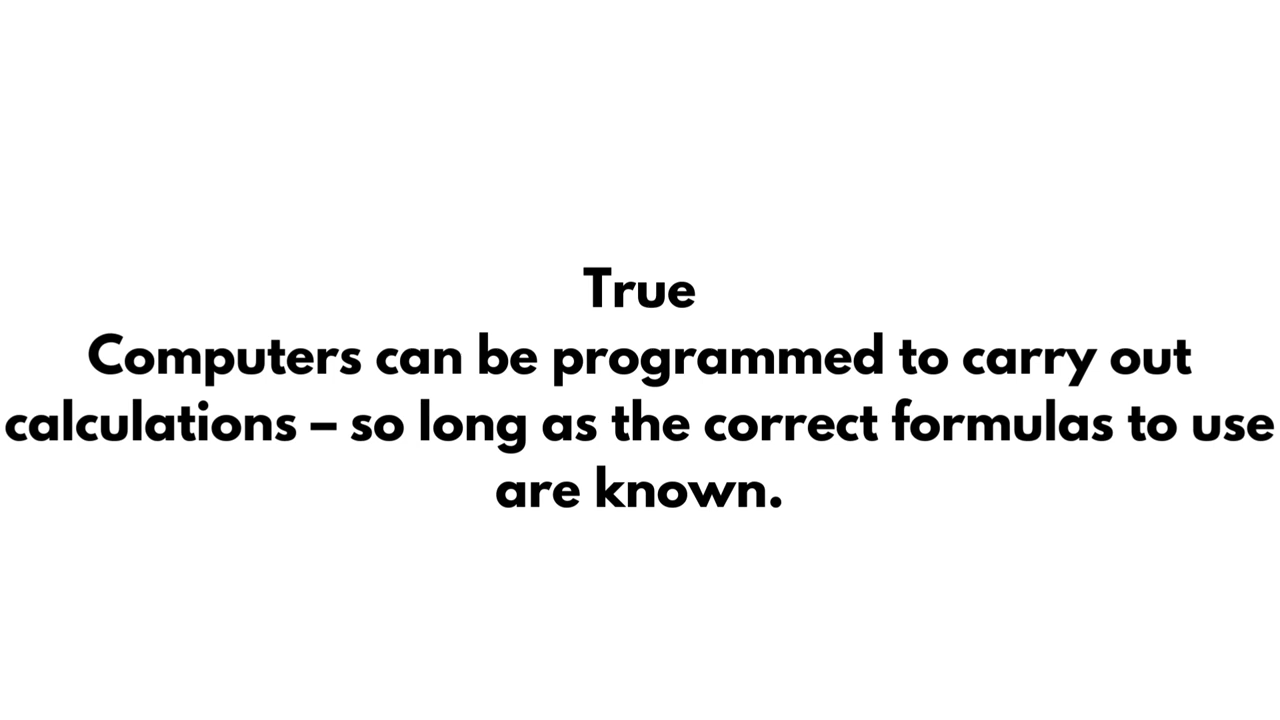 True
Computers can be programmed to carry out
calculations – so long as the correct formulas to use
are known.